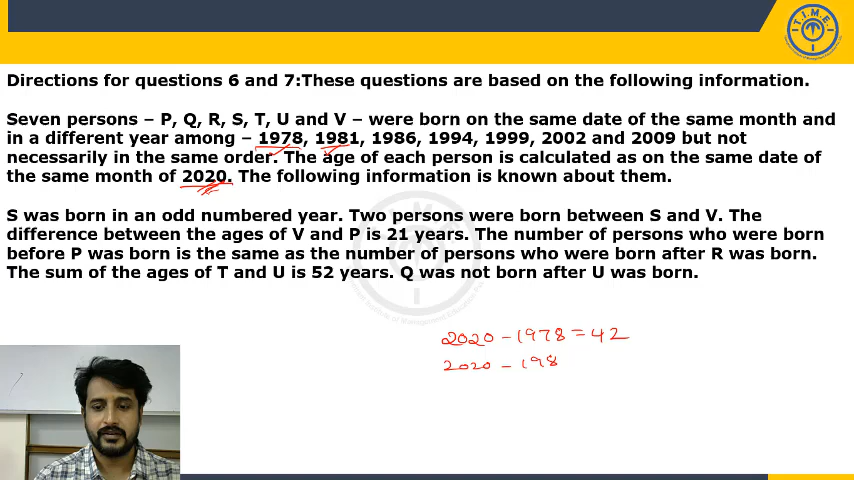 T.I.M.E.
Directions for questions 6 and 7:These questions are based on the following information.
Seven persons – P, Q, R, S, T, U and V – were born on the same date of the same month and
in a different year among – 1978, 1981, 1986, 1994, 1999, 2002 and 2009 but not
necessarily in the same order. The age of each person is calculated as on the same date of
the same month of 2020. The following information is known about them.
S was born in an odd numbered year. Two persons were born between S and V. The
difference between the ages of V and P is 21 years. The number of persons who were born
before P was born is the same as the number of persons who were born after R was born.
The sum of the ages of T and U is 52 years. Q was not born after U was born.
2020 - 1978 = 42
2020 - 198